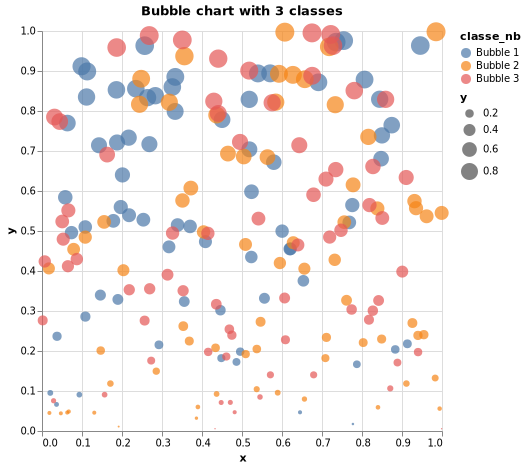 Bubble chart with 3 classes
classe_nb
Bubble 1
Bubble 2
Bubble 3
y
0.2
0.4
0.6
0.8
y
1.0
0.9
0.8
0.7
0.6
0.5
0.4
0.3
0.2
0.1
0.0
0.0 0.1 0.2 0.3 0.4 0.5 0.6 0.7 0.8 0.9 1.0
x